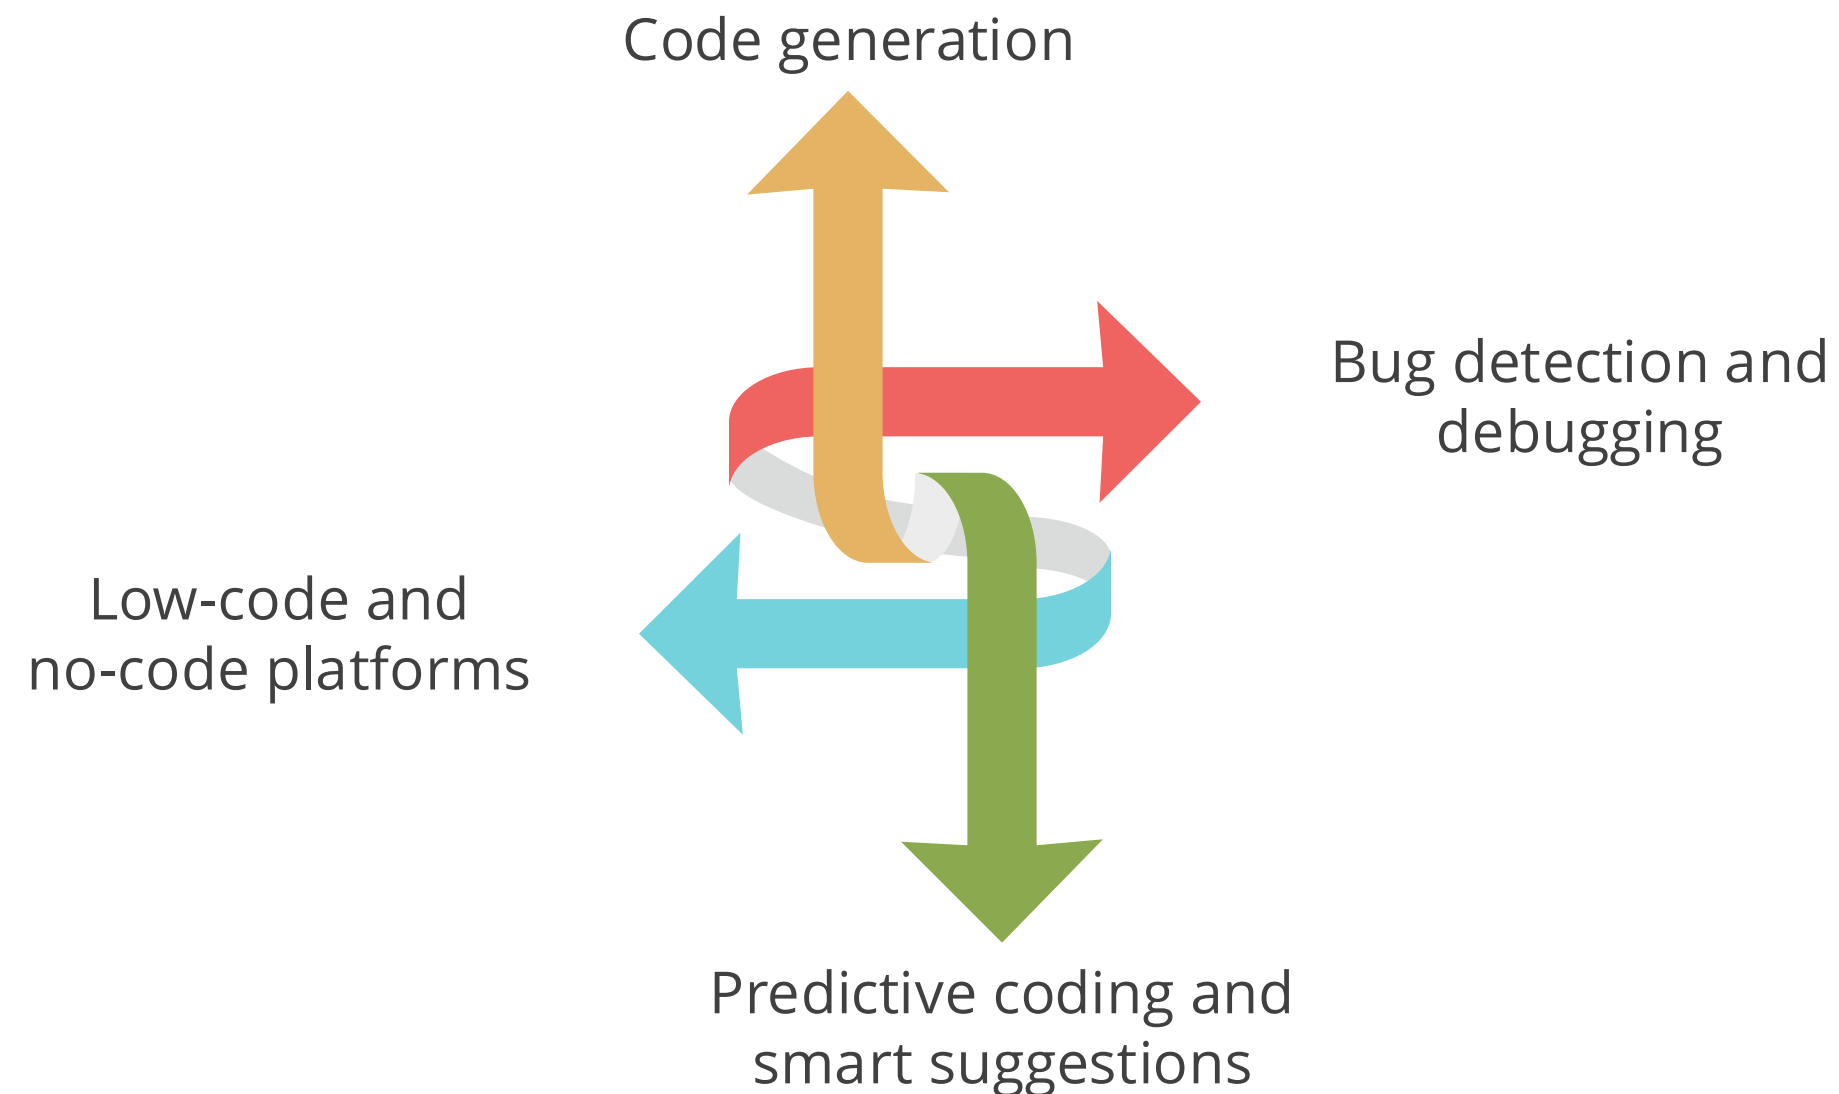 Code generation
Bug detection and
debugging
Low-code and
no-code platforms
Predictive coding and
smart suggestions